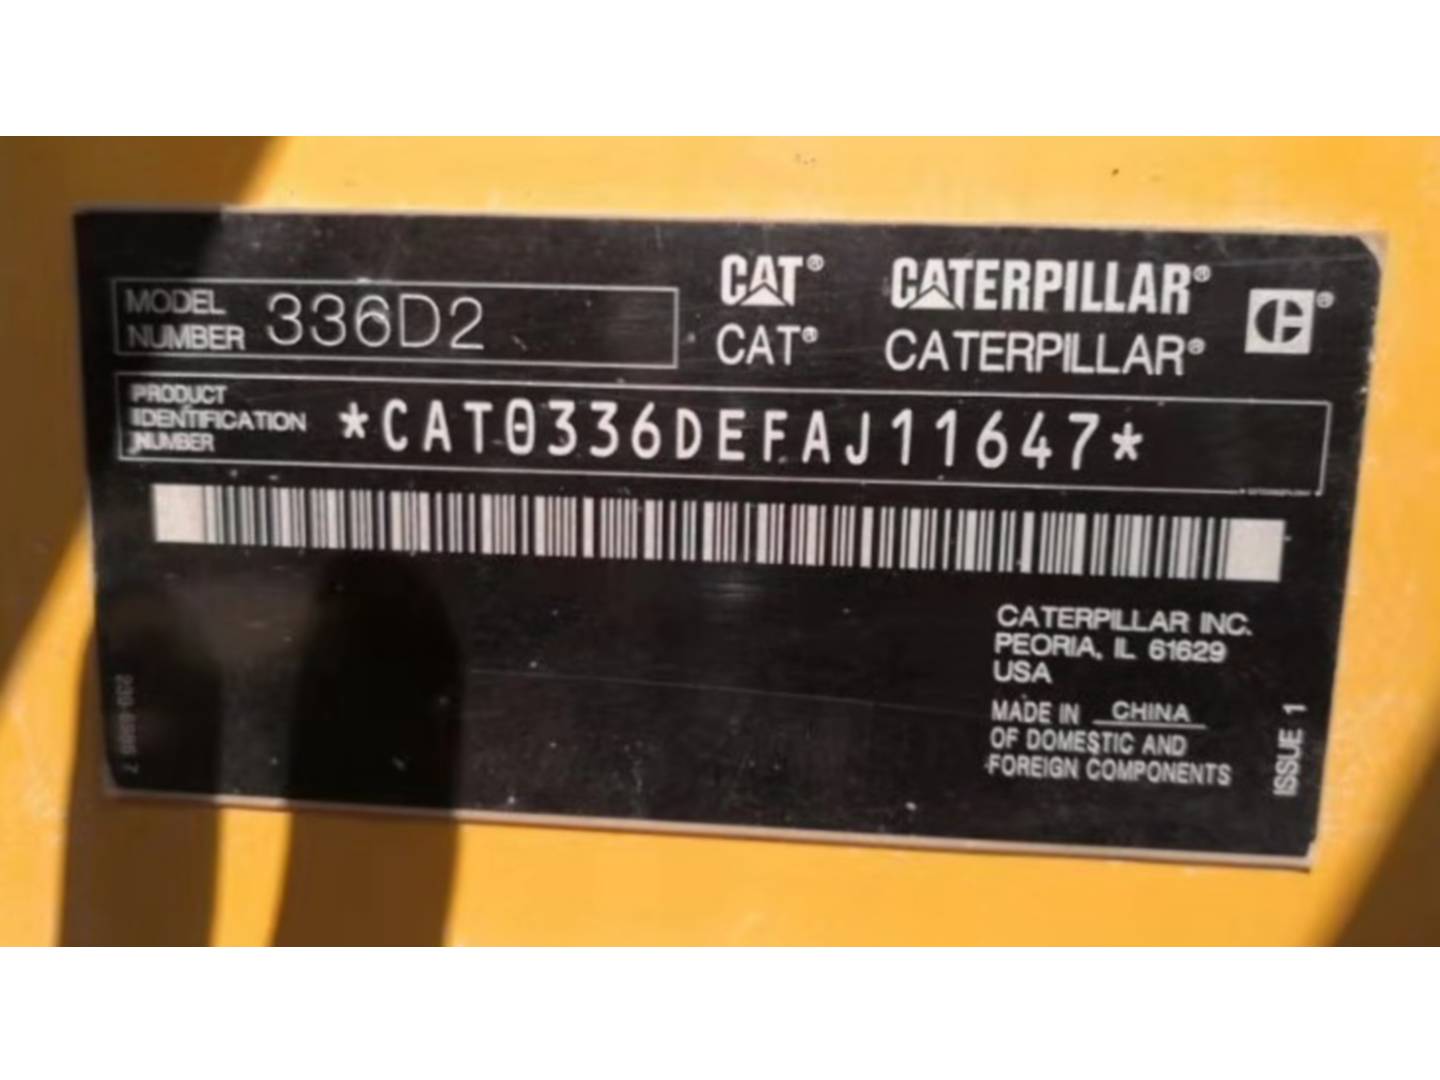 CAT® CATERPILLAR® ®
MODEL NUMBER 336D2
CAT® CATERPILLAR®
PRODUCT IDENTIFICATION NUMBER *CAT0336DEFAJ11647*
CATERPILLAR INC.
PEORIA, IL 61629
USA
MADE IN CHINA
OF DOMESTIC AND
FOREIGN COMPONENTS
ISSUE 1